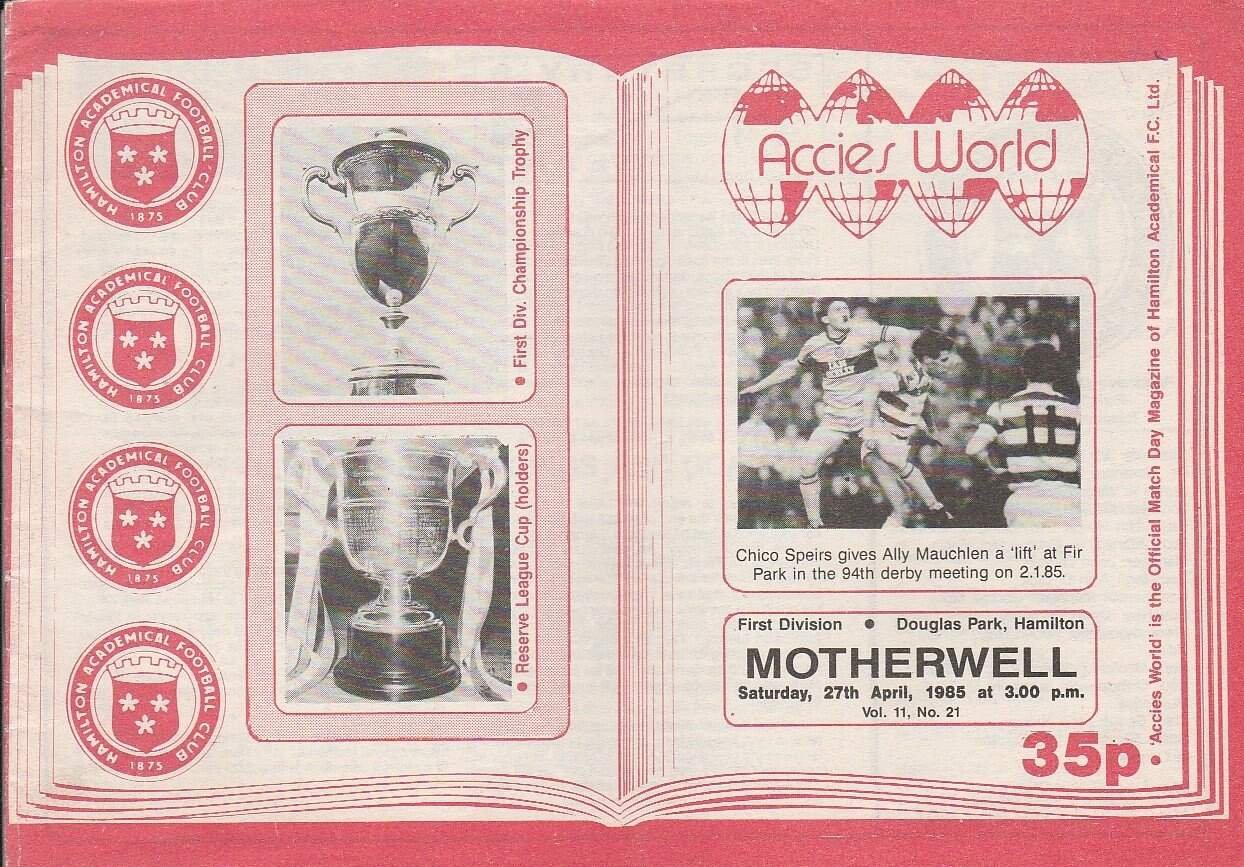 HAMILTON ACADEMICAL FOOTBALL CLUB
1875
HAMILTON ACADEMICAL FOOTBALL CLUB
1875
HAMILTON ACADEMICAL FOOTBALL CLUB
1875
HAMILTON ACADEMICAL FOOTBALL CLUB
1875
● First Div. Championship Trophy
● Reserve League Cup (holders)
Accies World
11
Chico Speirs gives Ally Mauchlen a 'lift' at Fir
Park in the 94th derby meeting on 2.1.85.
First Division ● Douglas Park, Hamilton
MOTHERWELL
Saturday, 27th April, 1985 at 3.00 p.m.
Vol. 11, No. 21
35p
● 'Accies World' is the Official Match Day Magazine of Hamilton Academical F.C. Ltd.